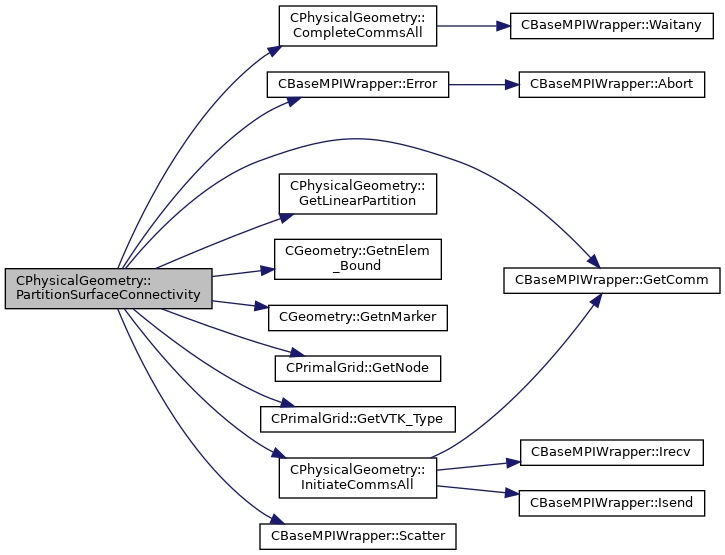 CPhysicalGeometry::
PartitionSurfaceConnectivity
CPhysicalGeometry::
CompleteCommsAll
CBaseMPIWrapper::Waitany
CBaseMPIWrapper::Error
CBaseMPIWrapper::Abort
CPhysicalGeometry::
GetLinearPartition
CGeometry::GetnElem
_Bound
CBaseMPIWrapper::GetComm
CGeometry::GetnMarker
CPrimalGrid::GetNode
CPrimalGrid::GetVTK_Type
CPhysicalGeometry::
InitiateCommsAll
CBaseMPIWrapper::Irecv
CBaseMPIWrapper::Isend
CBaseMPIWrapper::Scatter